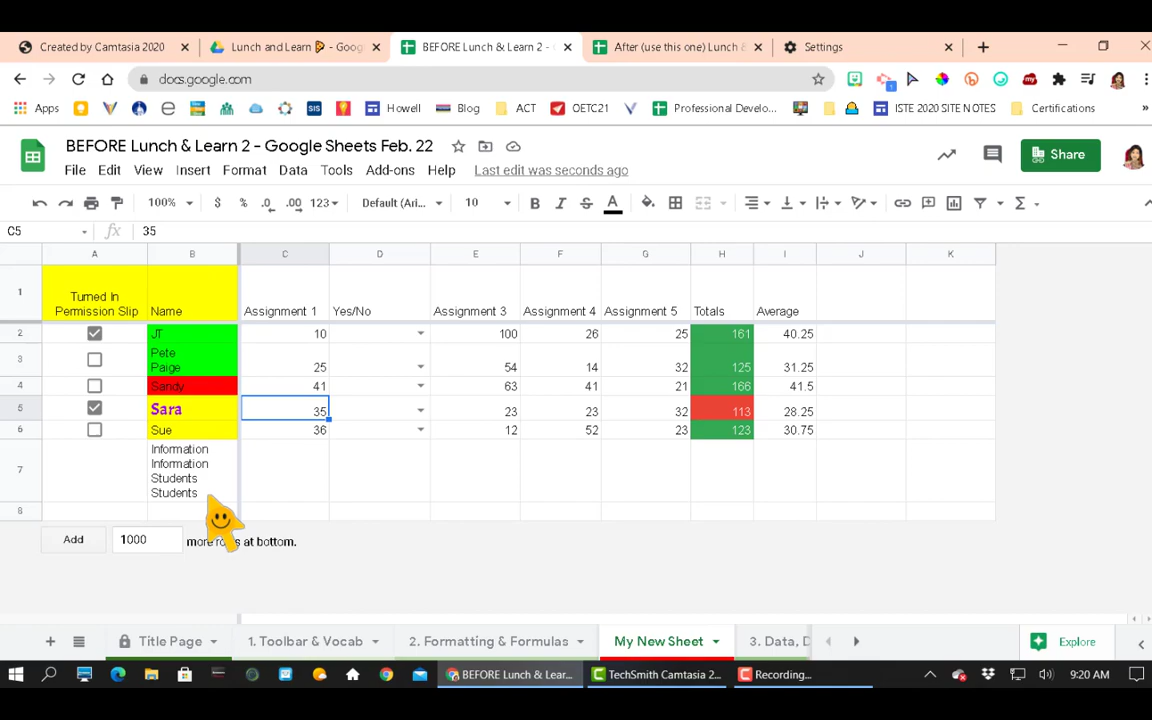 Created by Camtasia 2020
Lunch and Learn - Goog
BEFORE Lunch & Learn 2 -
After (use this one) Lunch &
Settings
docs.google.com
Apps
SIS
Howell
Blog
ACT
OETC21
Professional Develo...
ISTE 2020 SITE NOTES
Certifications
BEFORE Lunch & Learn 2 - Google Sheets Feb. 22
File Edit View Insert Format Data Tools Add-ons Help Last edit was seconds ago
Share
100% $ % .0 .00 123 Default (Ari... 10 B I S A
C5 fx 35
A B C D E F G H I J K
1 Turned In
Permission Slip Name Assignment 1 Yes/No Assignment 3 Assignment 4 Assignment 5 Totals Average
2 JT 10 100 26 25 161 40.25
3 Pete
Paige 25 54 14 32 125 31.25
4 Sandy 41 63 41 21 166 41.5
5 Sara 35 23 23 32 113 28.25
6 Sue 36 12 52 23 123 30.75
7 Information
Information
Students
Students
8
Add 1000 more rows at bottom.
Title Page 1. Toolbar & Vocab 2. Formatting & Formulas My New Sheet 3. Data, D Explore
BEFORE Lunch & Lear... TechSmith Camtasia 2... Recording... 9:20 AM